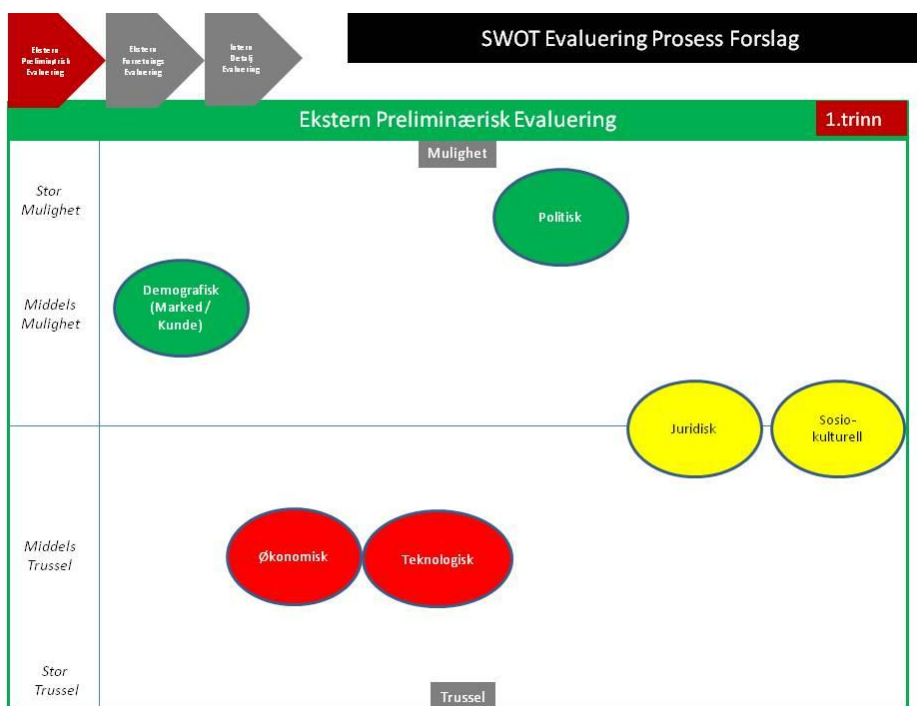 Ekstern
Preliminærisk
Evaluering
Ekstern
Forretnings
Evaluering
Intern
Detalj
Evaluering
SWOT Evaluering Prosess Forslag
Ekstern Preliminærisk Evaluering
1.trinn
Mulighet
Stor
Mulighet
Politisk
Demografisk
(Marked /
Kunde)
Middels
Mulighet
Juridisk
Sosio-
kulturell
Middels
Trussel
Økonomisk
Teknologisk
Stor
Trussel
Trussel